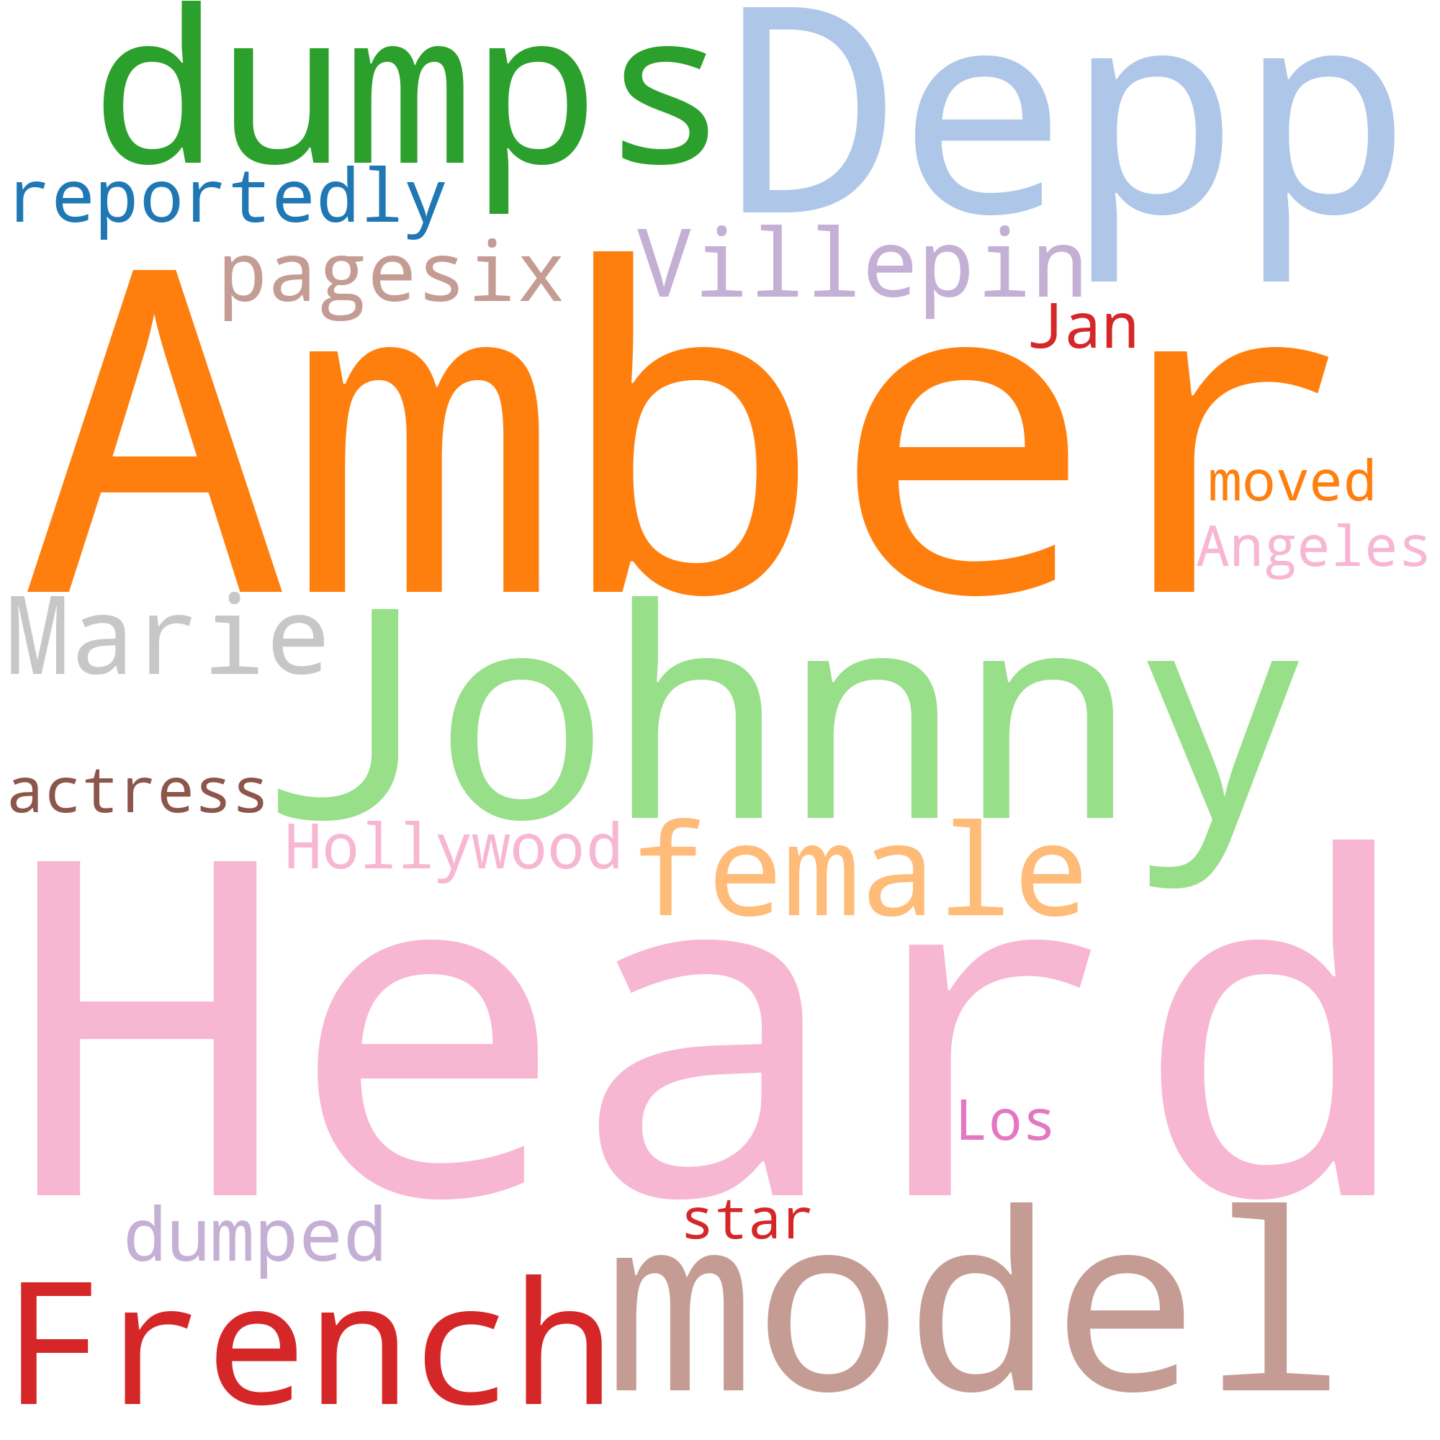 dumps Depp
reportedly
pagesix Villepin
Jan
Amber
moved
Angeles
Marie
Johnny
actress
Hollywood female
Heard
Los
dumped star
French model